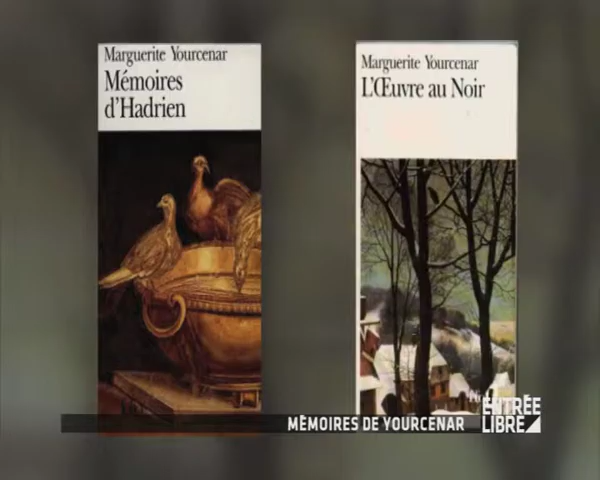 Marguerite Yourcenar
Mémoires
d'Hadrien
Marguerite Yourcenar
L'Œuvre au Noir
MÉMOIRES DE YOURCENAR
ENTRÉE
LIBRE